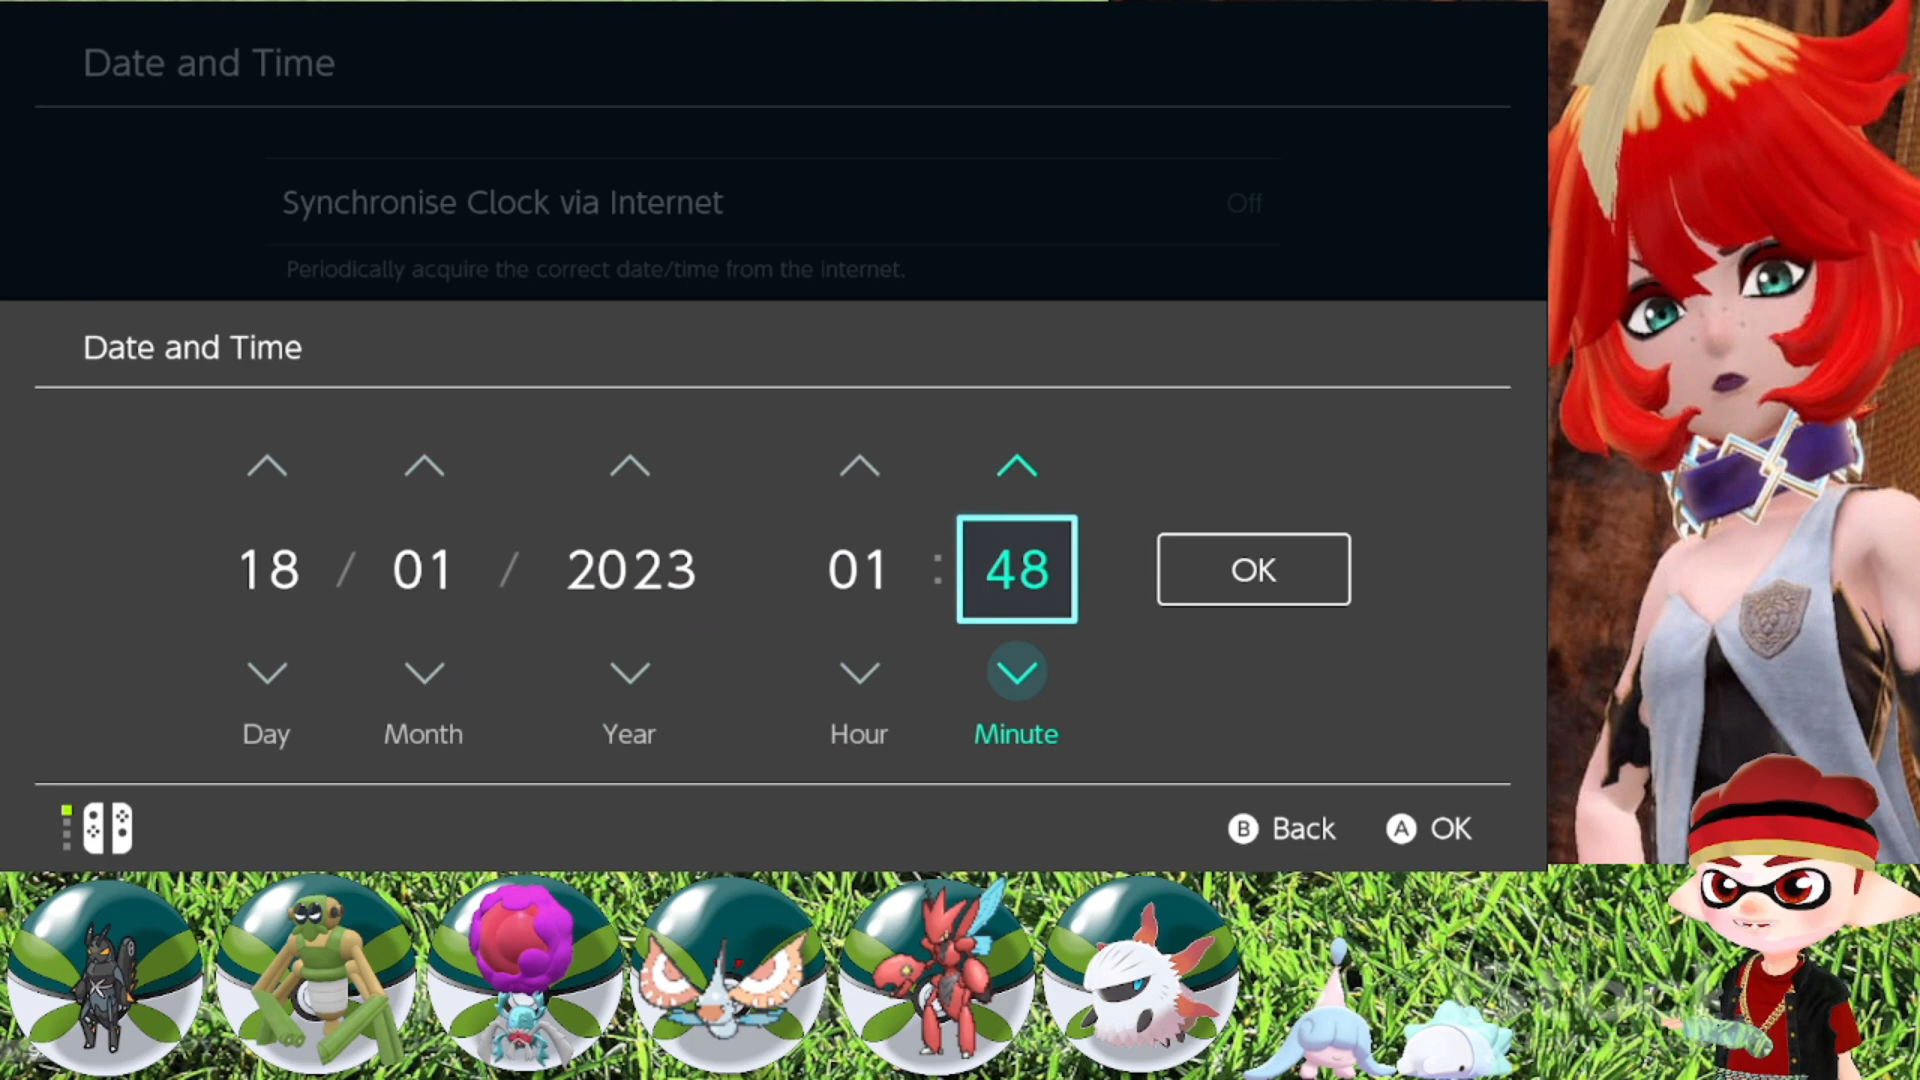 Date and Time
Synchronise Clock via Internet Off
Periodically acquire the correct date/time from the internet.
Date and Time
18 / 01 / 2023 01 : 48 OK
Day Month Year Hour Minute
B Back A OK